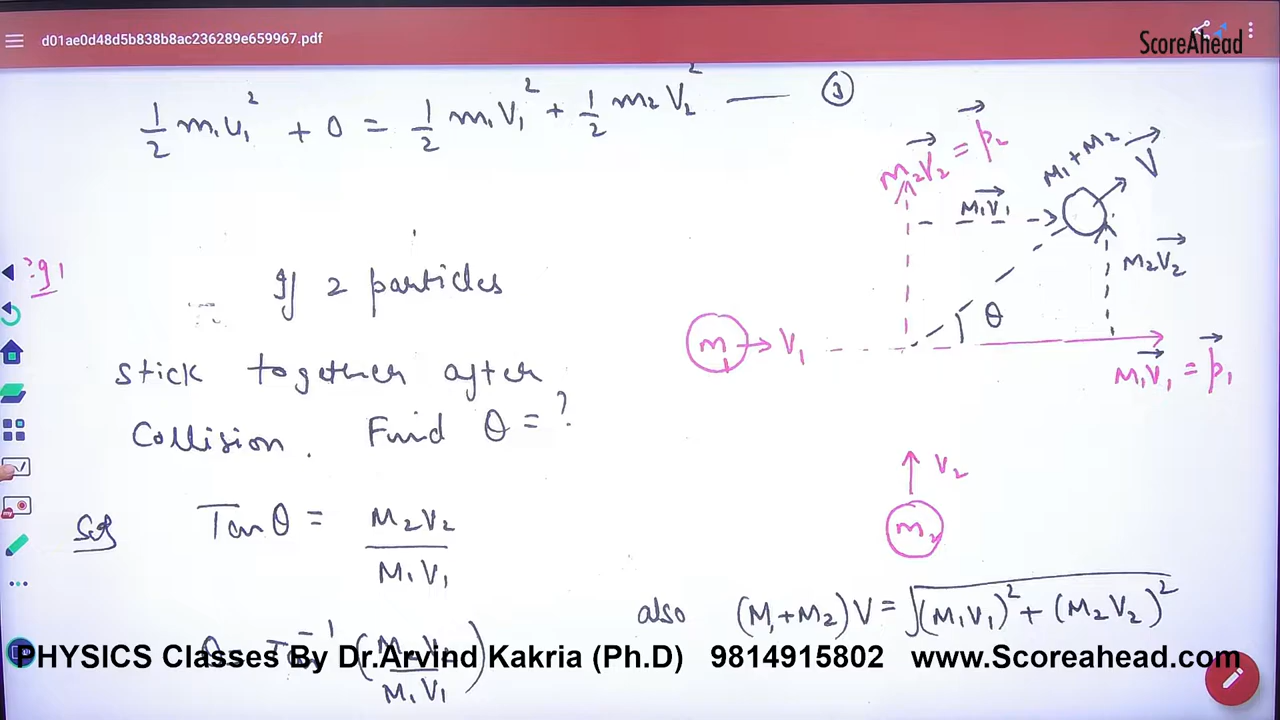 d01ae0d48d5b838b8ac236289e659967.pdf
ScoreAhead
1/2 m₁u₁² + 0 = 1/2 m₁V₁² + 1/2 m₂V₂² — ③
m₂V₂ = p₂
M₁+M₂
V
M₁V₁
M₂V₂
θ
m₁ → V₁
M₁V₁ = p₁
If 2 particles
stick together after
Collision. Find θ = ?
V₂
m₂
Sol Tanθ = M₂V₂ / M₁V₁
also (M₁+M₂)V = √(M₁V₁)² + (M₂V₂)²
PHYSICS Classes By Dr.Arvind Kakria (Ph.D) 9814915802 www.Scoreahead.com
M₁V₁